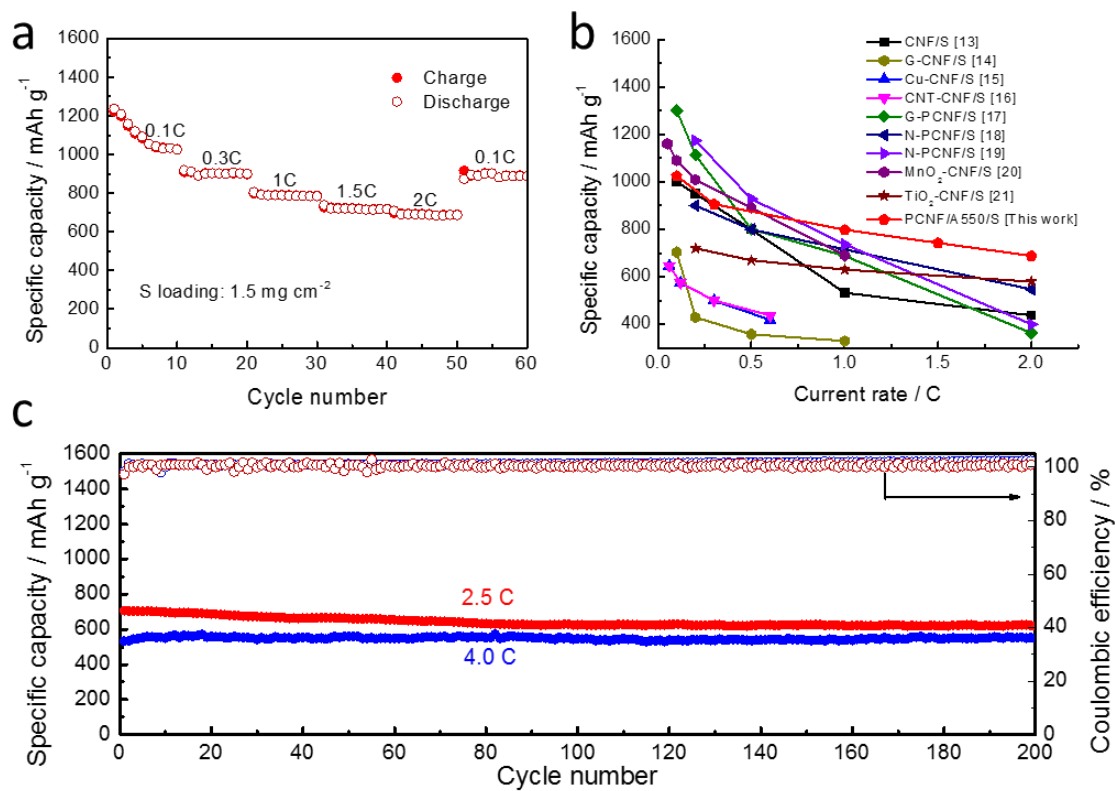 a
Specific capacity / mAh g⁻¹
1600
1400
1200
1000
800
600
400
200
0
0
10
20
30
40
50
60
Cycle number
Charge
Discharge
0.1C
0.3C
1C
1.5C
2C
0.1C
S loading: 1.5 mg cm⁻²
b
Specific capacity / mAh g⁻¹
1600
1400
1200
1000
800
600
400
0.0
0.5
1.0
1.5
2.0
Current rate / C
CNF/S [13]
G-CNF/S [14]
Cu-CNF/S [15]
CNT-CNF/S [16]
G-PCNF/S [17]
N-PCNF/S [18]
N-PCNF/S [19]
MnO₂-CNF/S [20]
TiO₂-CNF/S [21]
PCNF/A550/S [This work]
c
Specific capacity / mAh g⁻¹
1600
1400
1200
1000
800
600
400
200
0
0
20
40
60
80
100
120
140
160
180
200
Cycle number
2.5 C
4.0 C
100
80
60
40
20
0
Coulombic efficiency / %